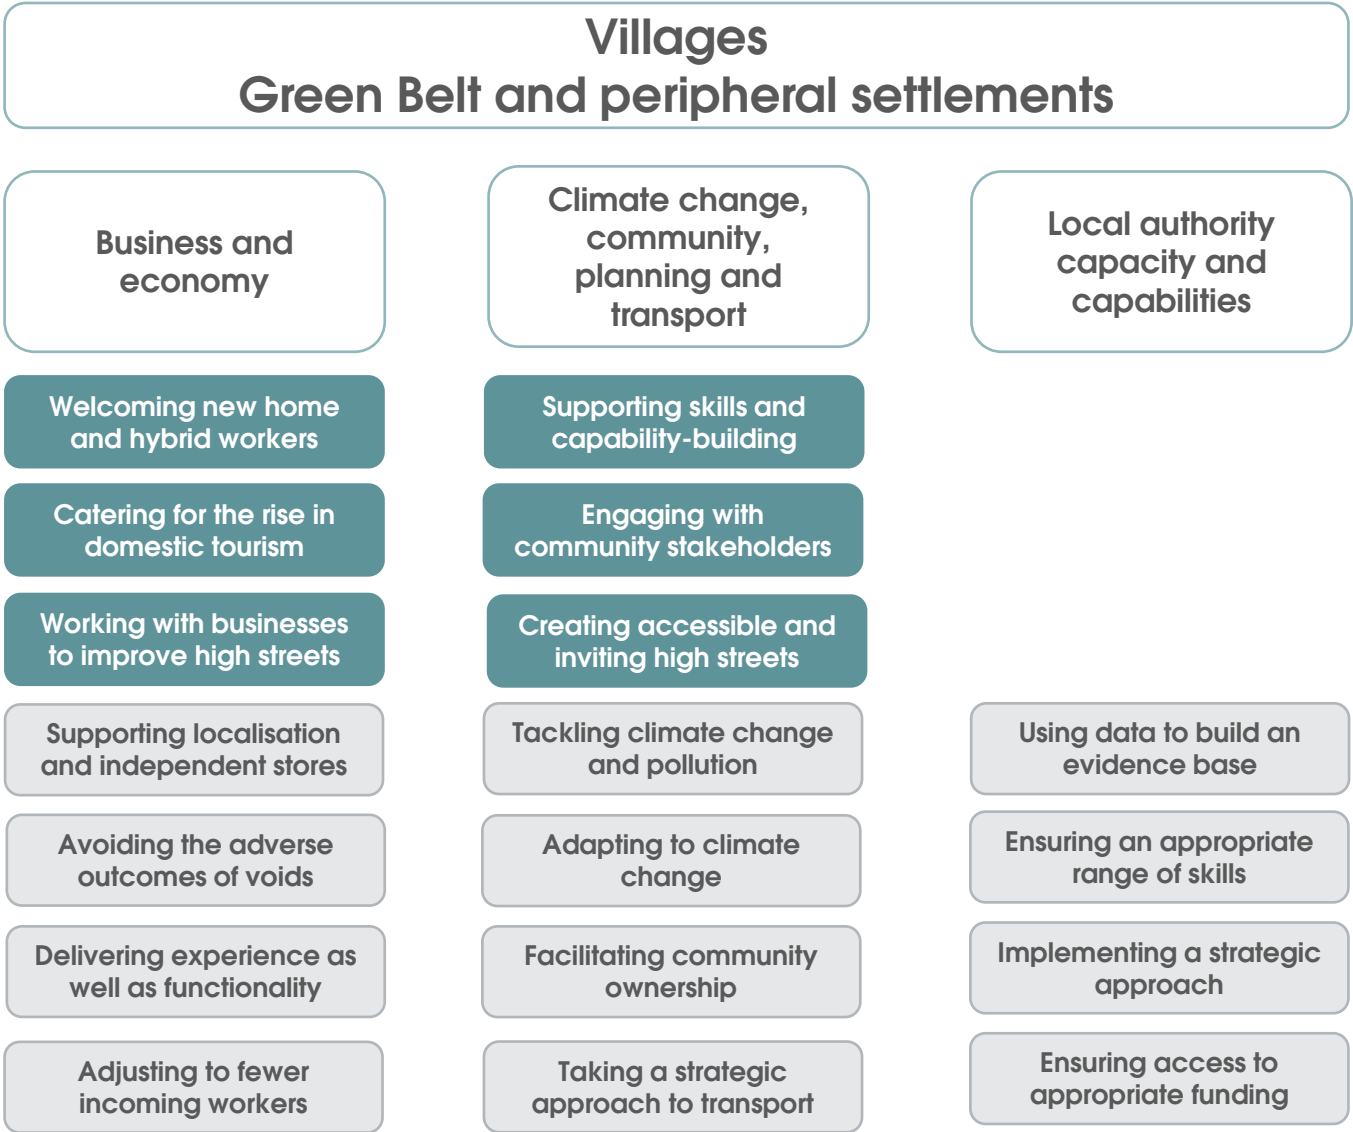 Villages
Green Belt and peripheral settlements
Business and
economy
Climate change,
community,
planning and
transport
Local authority
capacity and
capabilities
Welcoming new home
and hybrid workers
Supporting skills and
capability-building
Catering for the rise in
domestic tourism
Engaging with
community stakeholders
Working with businesses
to improve high streets
Creating accessible and
inviting high streets
Supporting localisation
and independent stores
Tackling climate change
and pollution
Using data to build an
evidence base
Avoiding the adverse
outcomes of voids
Adapting to climate
change
Ensuring an appropriate
range of skills
Delivering experience as
well as functionality
Facilitating community
ownership
Implementing a strategic
approach
Adjusting to fewer
incoming workers
Taking a strategic
approach to transport
Ensuring access to
appropriate funding